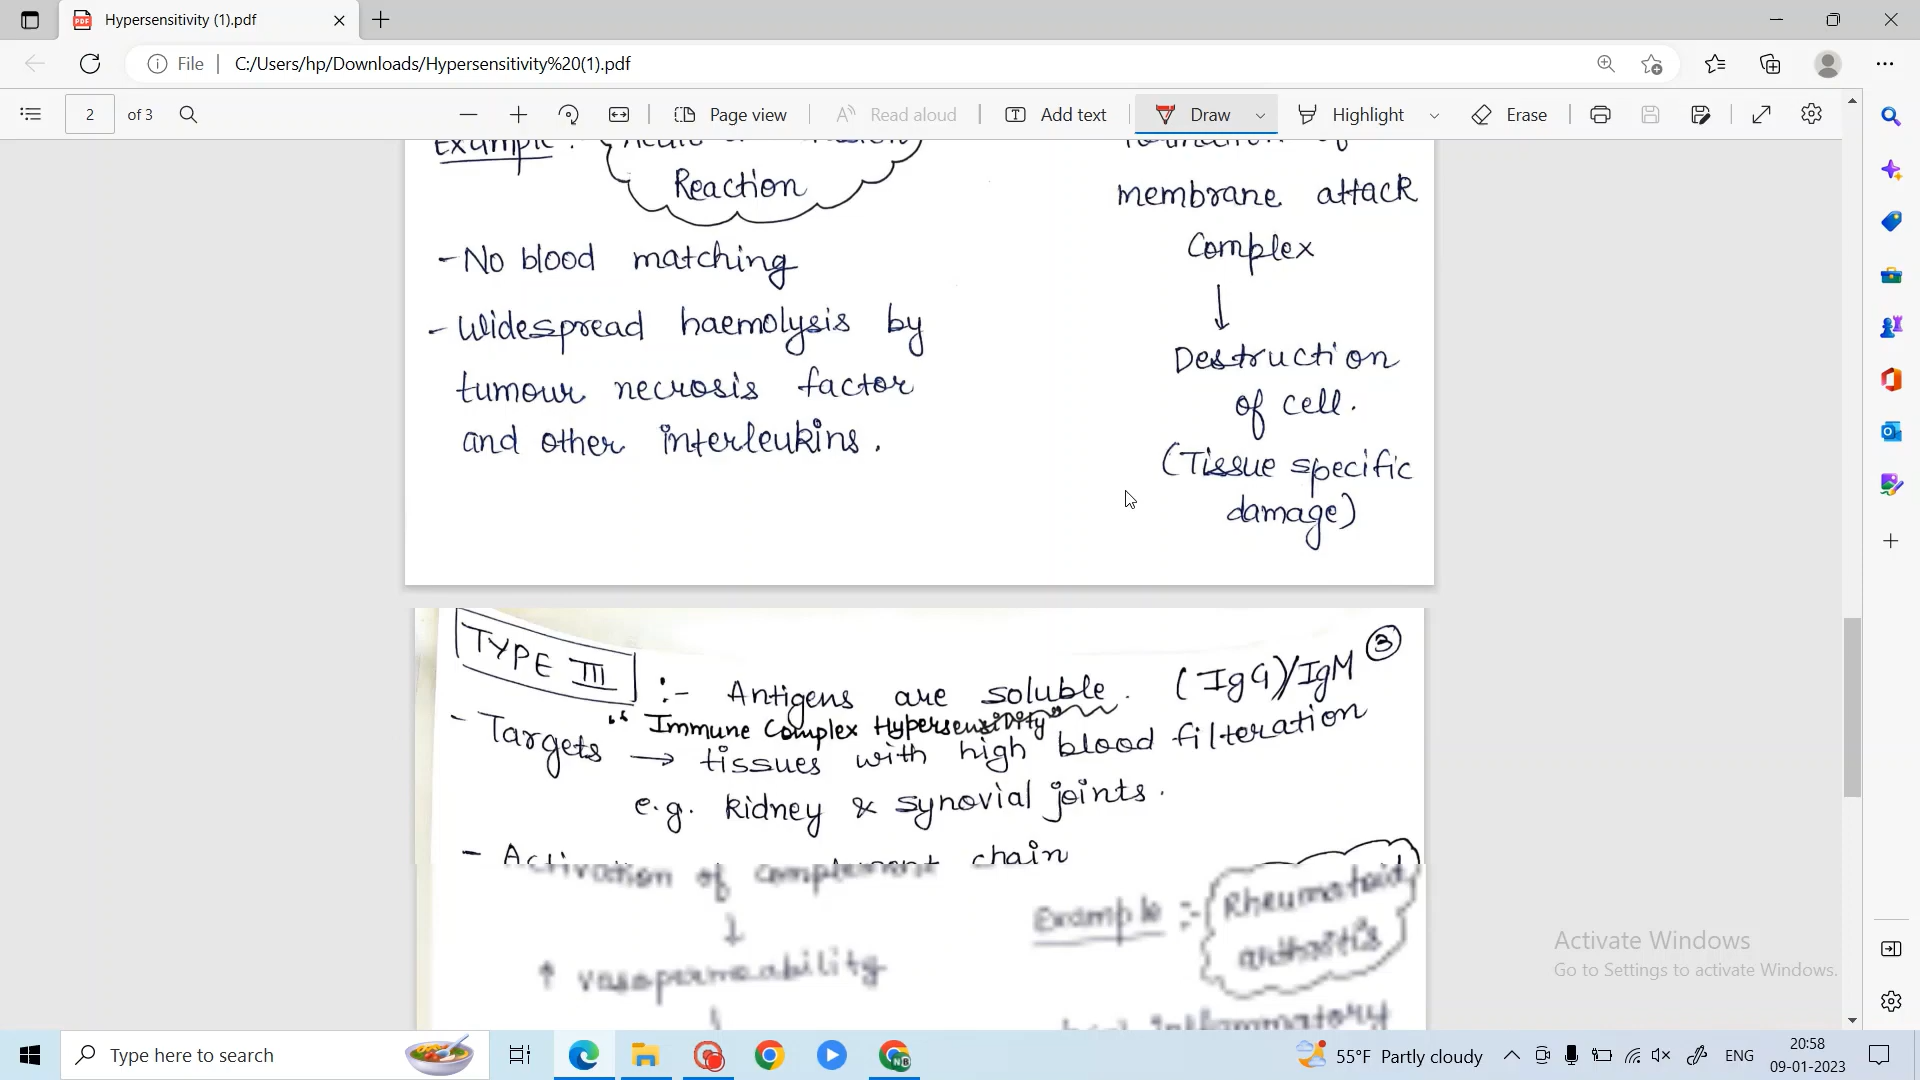 Hypersensitivity (1).pdf
File
C:/Users/hp/Downloads/Hypersensitivity%20(1).pdf
2 of 3
Page view
Read aloud
Add text
Draw
Highlight
Erase
Example :
Reaction
- No blood matching
- Widespread haemolysis by
tumour necrosis factor
and other interleukins.
membrane attack
Complex
↓
Destruction
of cell.
(Tissue specific
damage)
TYPE III :- Antigens are soluble. (IgG)/IgM ③
"Immune Complex Hypersensitivity"
- Targets → tissues with high blood filteration
e.g. kidney & synovial joints.
- Activation of complement chain
↓
↑ vasopermeability
Example :- Rheumatoid
arthritis
inflammatory
Activate Windows
Go to Settings to activate Windows.
Type here to search
55°F Partly cloudy
ENG
20:58
09-01-2023